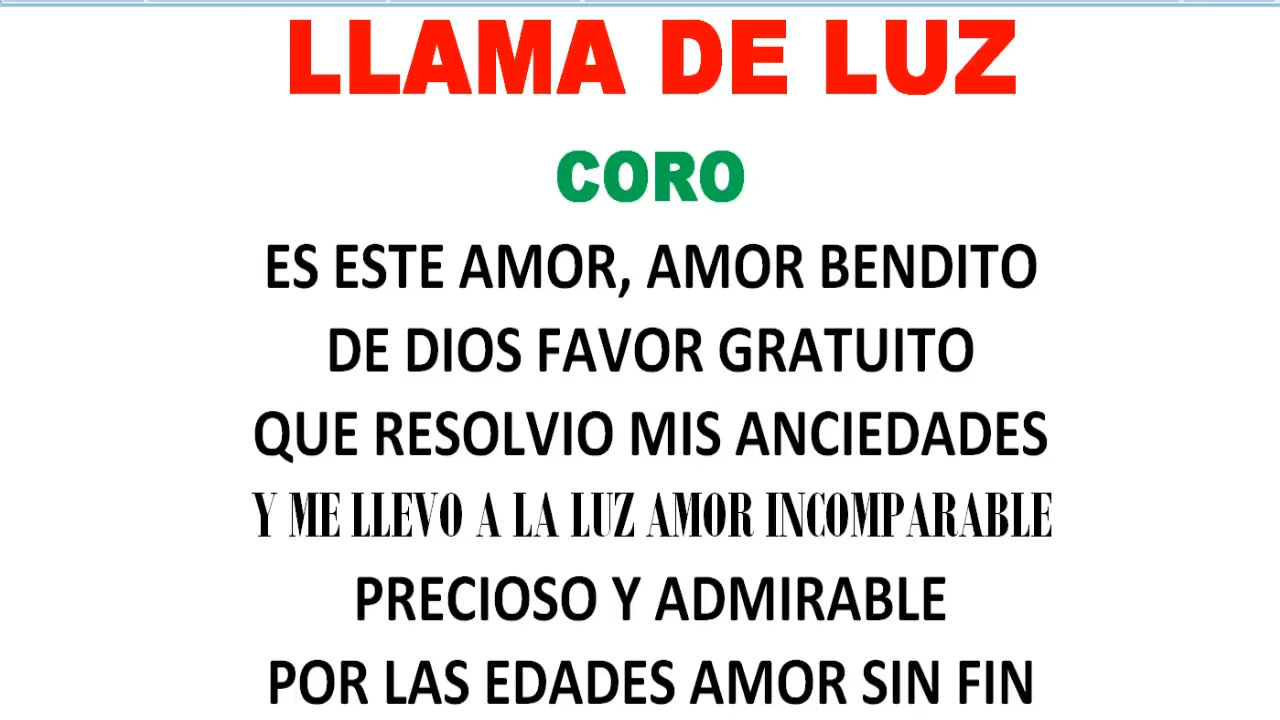 LLAMA DE LUZ
CORO
ES ESTE AMOR, AMOR BENDITO
DE DIOS FAVOR GRATUITO
QUE RESOLVIO MIS ANCIEDADES
Y ME LLEVO A LA LUZ AMOR INCOMPARABLE
PRECIOSO Y ADMIRABLE
POR LAS EDADES AMOR SIN FIN